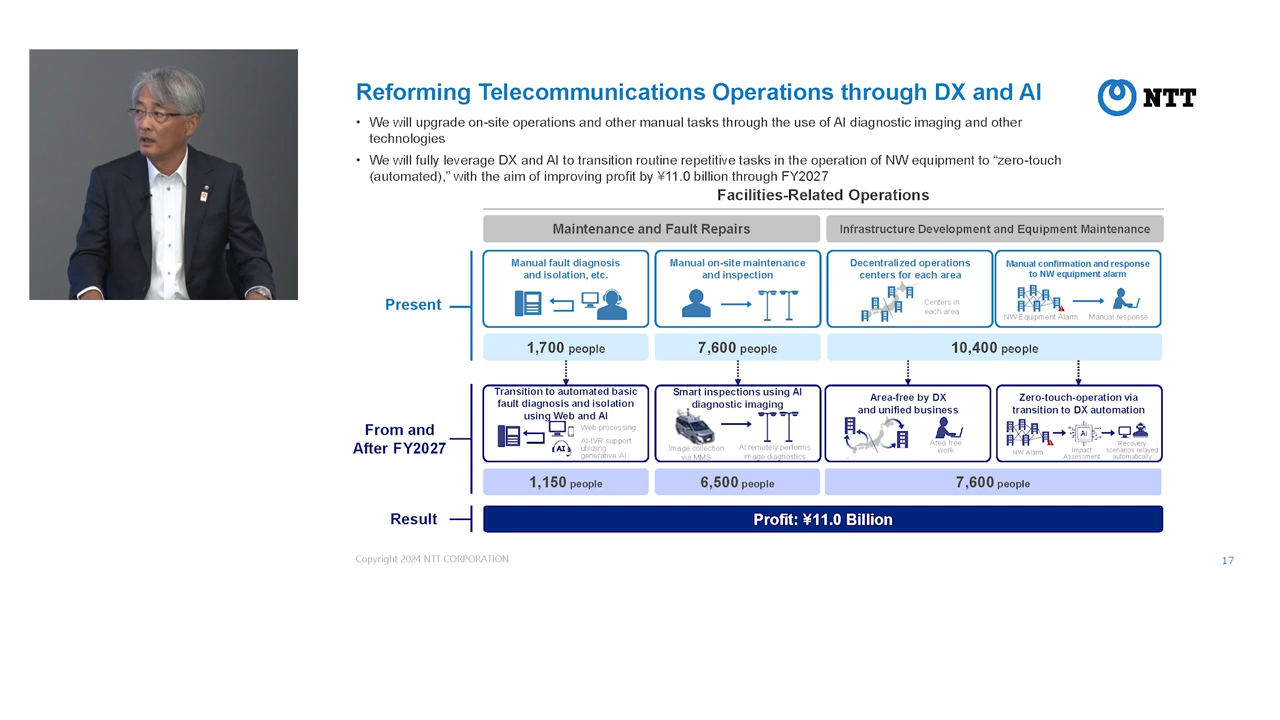 Reforming Telecommunications Operations through DX and AI
NTT
• We will upgrade on-site operations and other manual tasks through the use of AI diagnostic imaging and other
technologies
• We will fully leverage DX and AI to transition routine repetitive tasks in the operation of NW equipment to “zero-touch
(automated),” with the aim of improving profit by ¥11.0 billion through FY2027
Facilities-Related Operations
Maintenance and Fault Repairs
Infrastructure Development and Equipment Maintenance
Present
Manual fault diagnosis
and isolation, etc.
Manual on-site maintenance
and inspection
Decentralized operations
centers for each area
Centers in
each area
Manual confirmation and response
to NW equipment alarm
NW Equipment Alarm
Manual response
1,700 people
7,600 people
10,400 people
From and
After FY2027
Transition to automated basic
fault diagnosis and isolation
using Web and AI
Web processing
AI
AI-IVR support
utilizing
generative AI
Smart inspections using AI
diagnostic imaging
Image collection
via MMS
AI remotely performs
image diagnostics
Area-free by DX
and unified business
Area free
work
Zero-touch-operation via
transition to DX automation
NW Alarm
AI
Impact
Assessment
Recovery
scenarios relayed
automatically
1,150 people
6,500 people
7,600 people
Result
Profit: ¥11.0 Billion
Copyright 2024 NTT CORPORATION
17